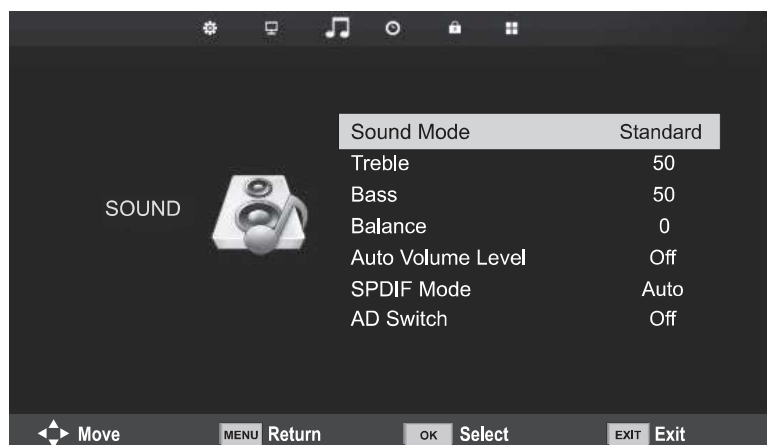 Sound Mode Standard
Treble 50
Bass 50
SOUND
Balance 0
Auto Volume Level Off
SPDIF Mode Auto
AD Switch Off
Move MENU Return OK Select EXIT Exit